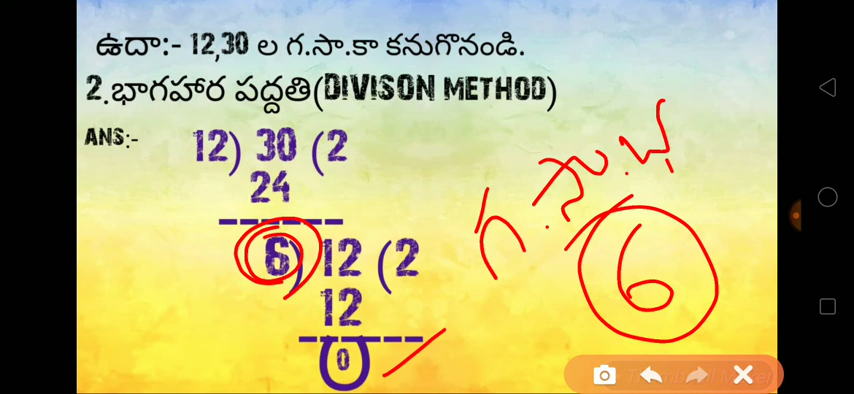 ఉదా:- 12,30 ల గ.సా.కా కనుగొనండి.
2.భాగహార పద్దతి(DIVISON METHOD)
ANS:-
12) 30 (2
24
------
6) 12 (2
12
------
0
గ.సా.భ
6